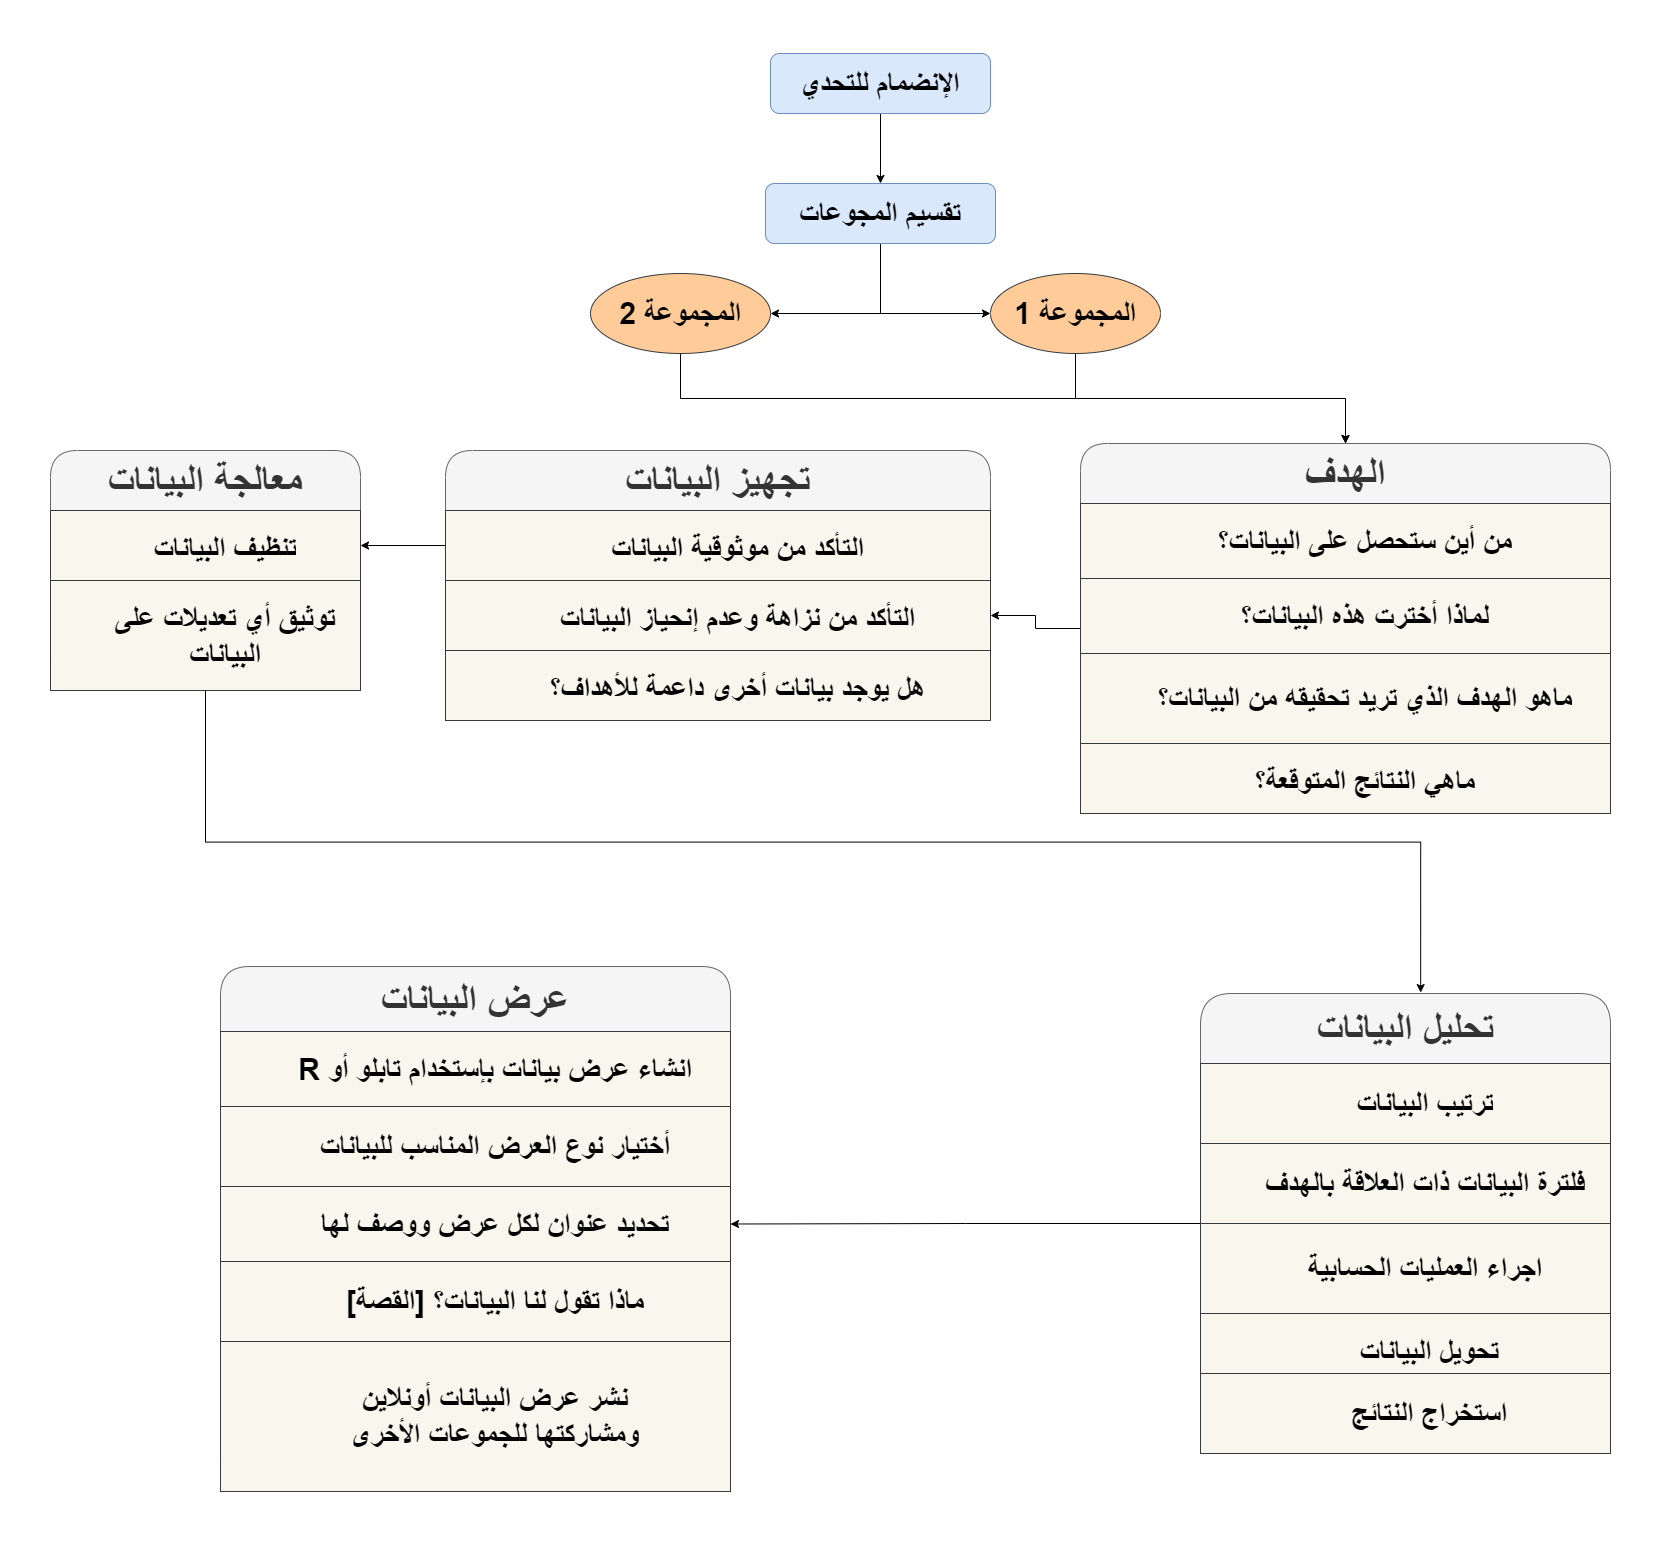 الإنضمام للتحدي
تقسيم المجوعات
المجموعة 1
المجموعة 2
الهدف
من أين ستحصل على البيانات؟
لماذا أخترت هذه البيانات؟
ماهو الهدف الذي تريد تحقيقه من البيانات؟
ماهي النتائج المتوقعة؟
تجهيز البيانات
التأكد من موثوقية البيانات
التأكد من نزاهة وعدم إنحياز البيانات
هل يوجد بيانات أخرى داعمة للأهداف؟
معالجة البيانات
تنظيف البيانات
توثيق أي تعديلات على
البيانات
تحليل البيانات
ترتيب البيانات
فلترة البيانات ذات العلاقة بالهدف
اجراء العمليات الحسابية
تحويل البيانات
استخراج النتائج
عرض البيانات
انشاء عرض بيانات بإستخدام تابلو أو R
أختيار نوع العرض المناسب للبيانات
تحديد عنوان لكل عرض ووصف لها
ماذا تقول لنا البيانات؟ [القصة]
نشر عرض البيانات أونلاين
ومشاركتها للجموعات الأخرى